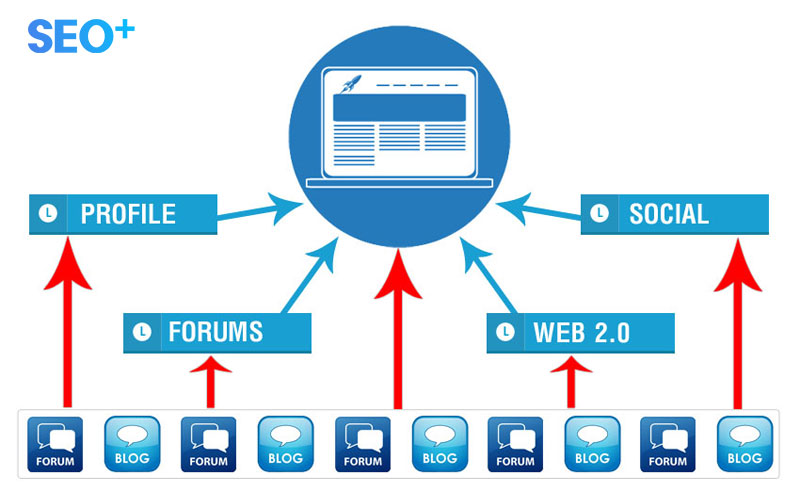 SEO+
L PROFILE
L SOCIAL
L FORUMS
L WEB 2.0
FORUM
BLOG
FORUM
BLOG
FORUM
BLOG
FORUM
BLOG
FORUM
BLOG